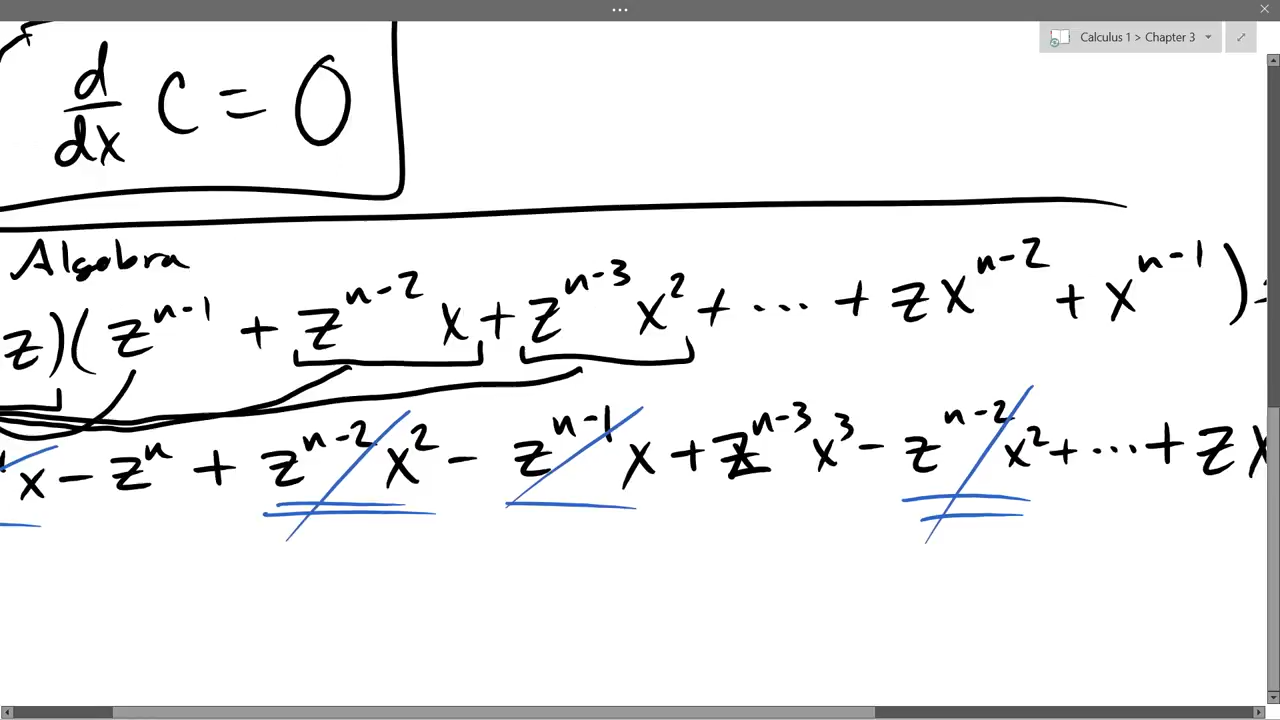 Calculus 1 > Chapter 3
d/dx C = 0
Algebra
z)(z^{n-1} + z^{n-2} x + z^{n-3} x^2 + ... + z x^{n-2} + x^{n-1})
x - z^n + z^{n-2} x^2 - z^{n-1} x + z^{n-3} x^3 - z^{n-2} x^2 + ... + z x